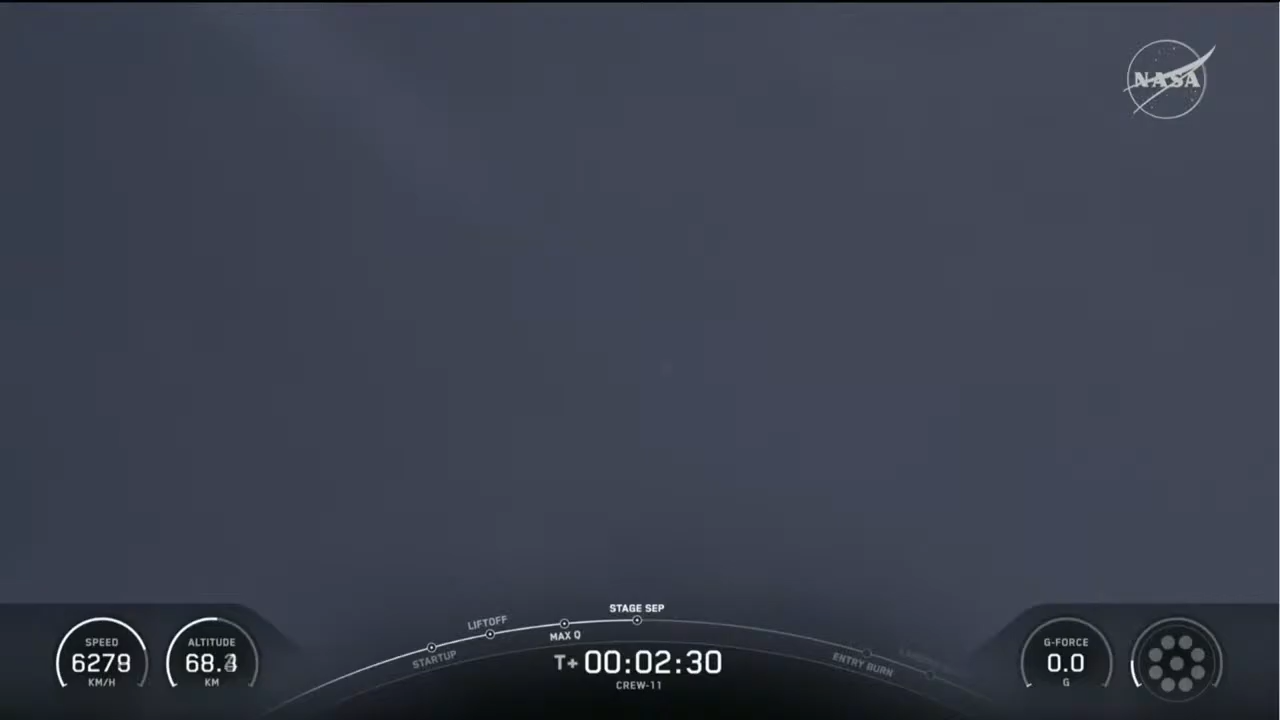 NASA
STAGE SEP
LIFTOFF
MAX Q
STARTUP
ENTRY BURN
SPEED
6279
KM/H
ALTITUDE
KM
T+ 00:02:30
CREW-11
G-FORCE
0.0
G